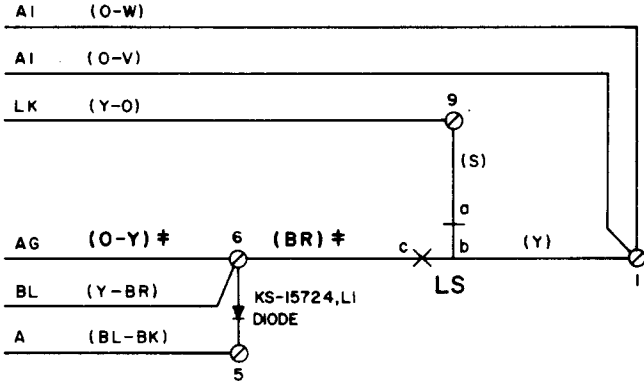 AI (O-W)
AI (O-V)
LK (Y-O)
9
(S)
a
AG (O-Y)‡ 6 (BR)‡ c b (Y)
LS
1
BL (Y-BR)
KS-15724,L1
DIODE
A (BL-BK)
5